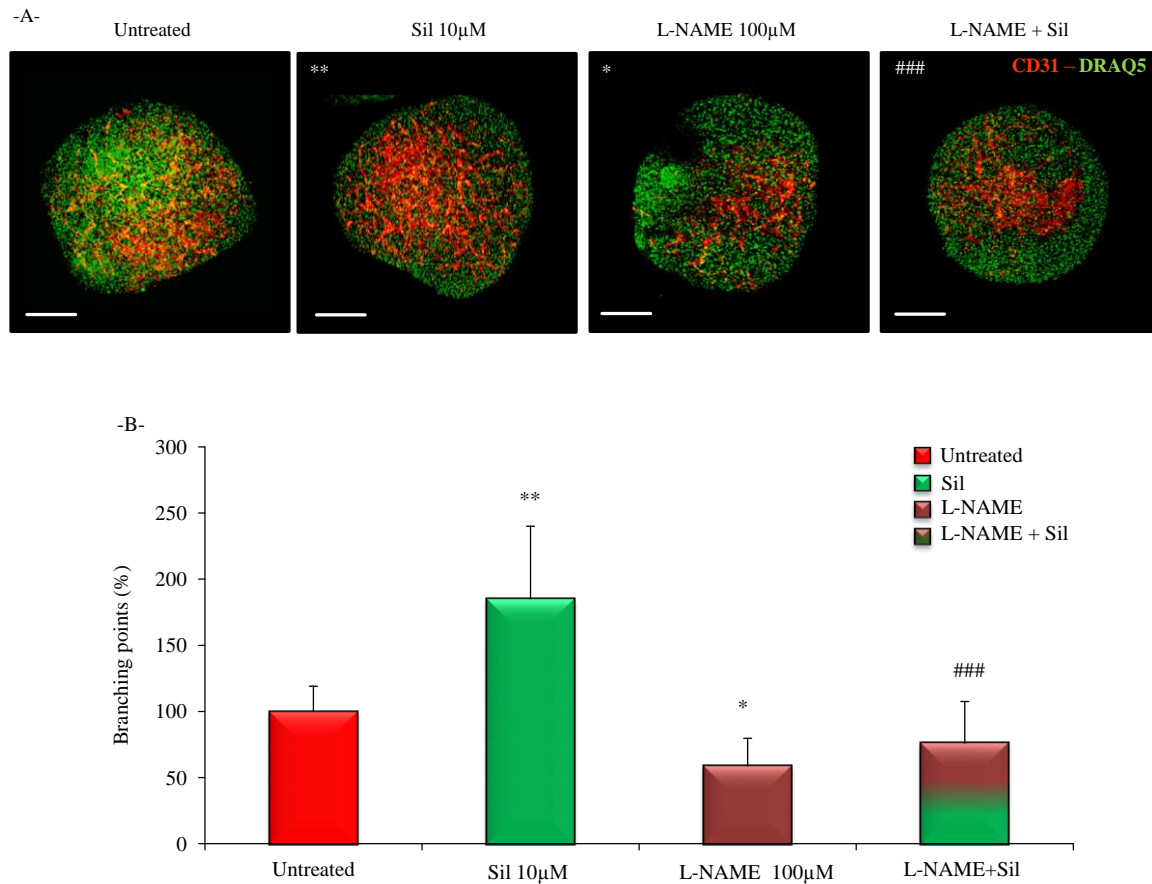 -A-
Untreated Sil 10µM L-NAME 100µM L-NAME + Sil
** * ### CD31 – DRAQ5
-B-
300
250
200
150
100
50
0
Branching points (%)
**
*
###
Untreated
Sil
L-NAME
L-NAME + Sil
Untreated Sil 10µM L-NAME 100µM L-NAME+Sil